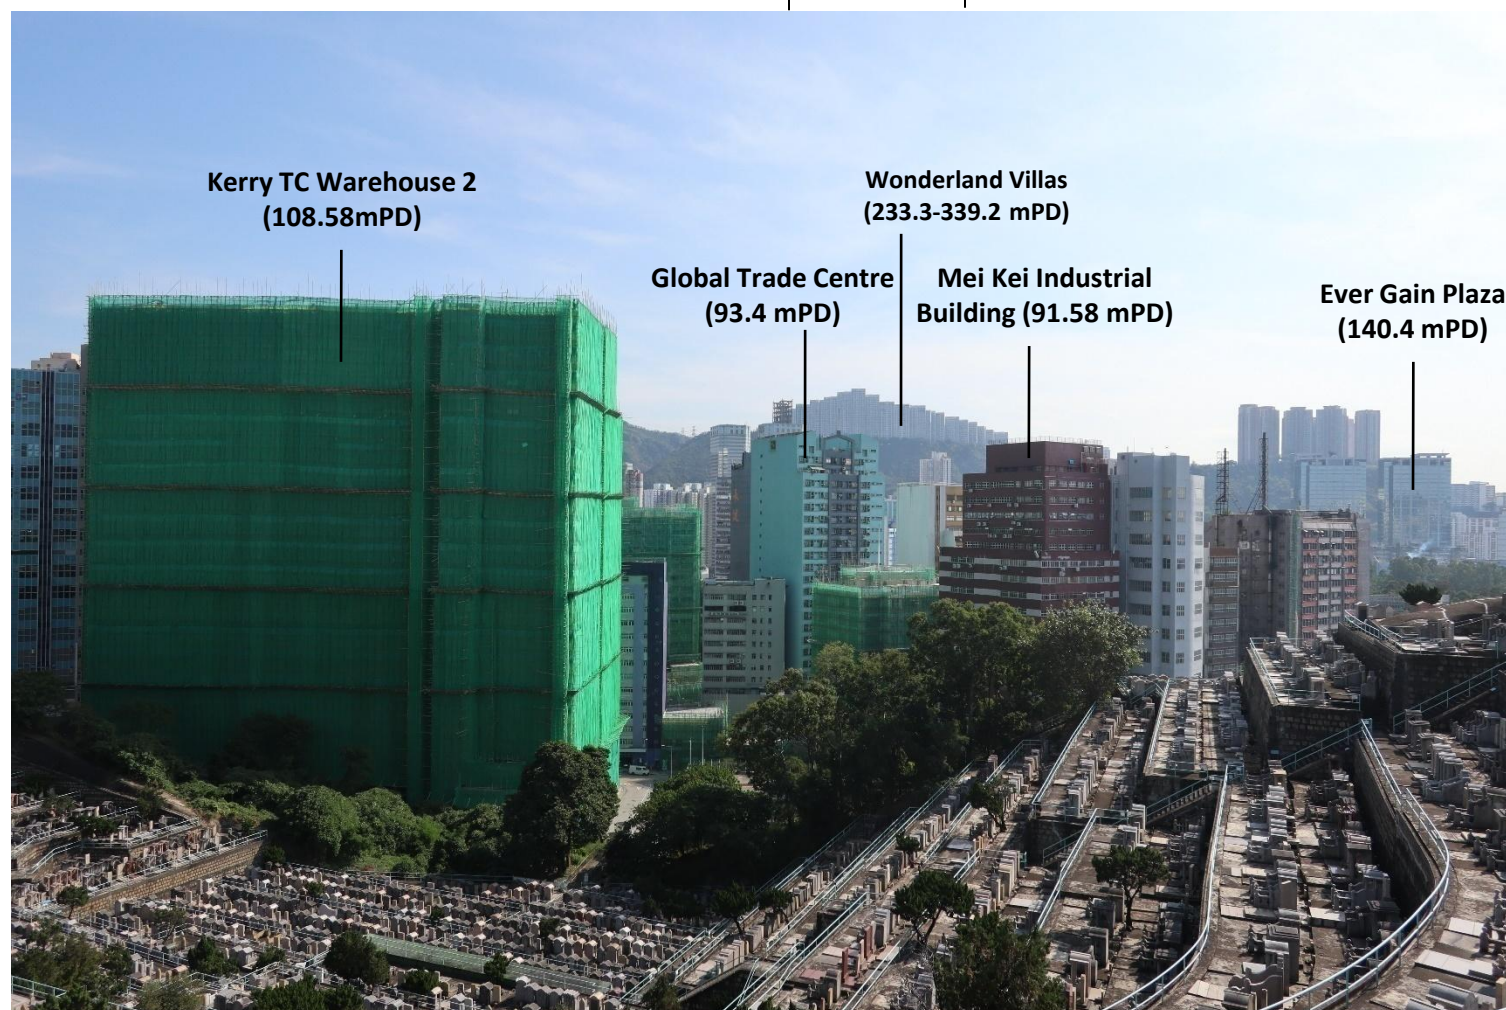 Kerry TC Warehouse 2
(108.58mPD)
Wonderland Villas
(233.3-339.2 mPD)
Global Trade Centre
(93.4 mPD)
Mei Kei Industrial
Building (91.58 mPD)
Ever Gain Plaza
(140.4 mPD)